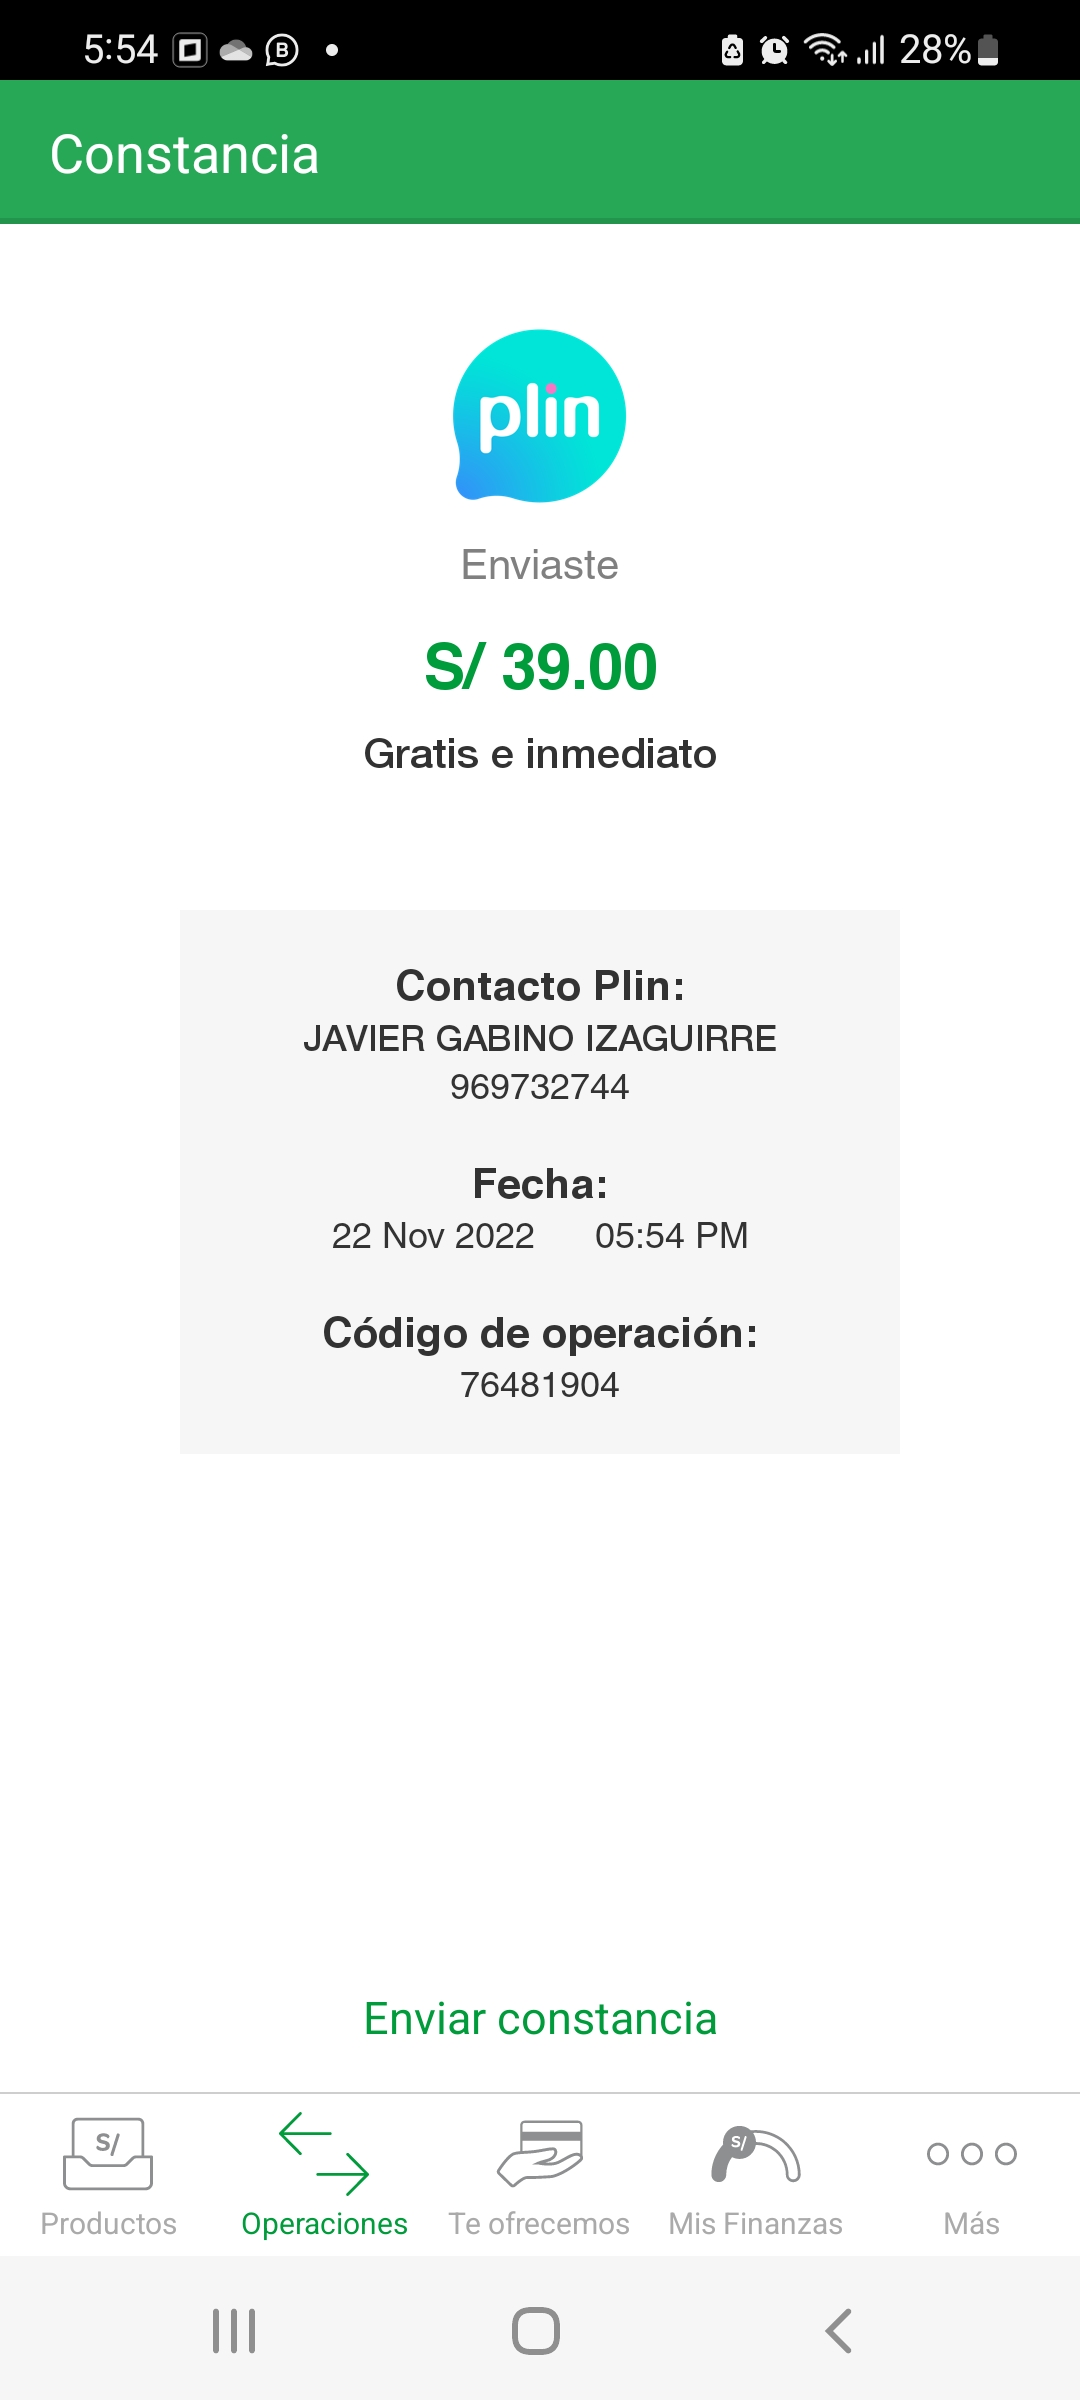 5:54 B 28%
Constancia
plin
Enviaste
S/ 39.00
Gratis e inmediato
Contacto Plin:
JAVIER GABINO IZAGUIRRE
969732744
Fecha:
22 Nov 2022 05:54 PM
Código de operación:
76481904
Enviar constancia
S/ S/
Productos Operaciones Te ofrecemos Mis Finanzas Más